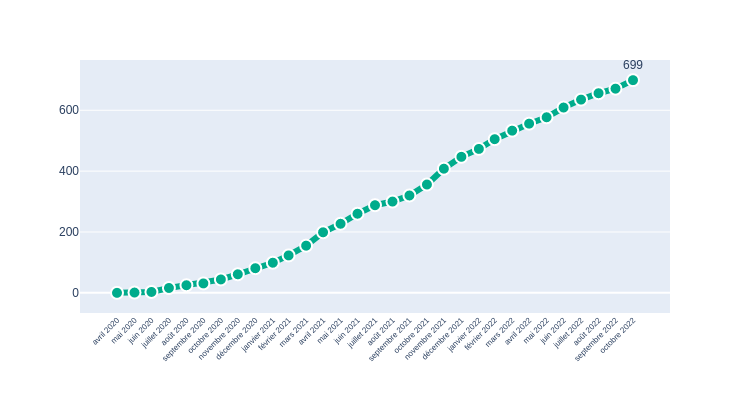 699
600
400
200
0
avril 2020
mai 2020
juin 2020
juillet 2020
août 2020
septembre 2020
octobre 2020
novembre 2020
décembre 2020
janvier 2021
février 2021
mars 2021
avril 2021
mai 2021
juin 2021
juillet 2021
août 2021
septembre 2021
octobre 2021
novembre 2021
décembre 2021
janvier 2022
février 2022
mars 2022
avril 2022
mai 2022
juin 2022
juillet 2022
août 2022
septembre 2022
octobre 2022